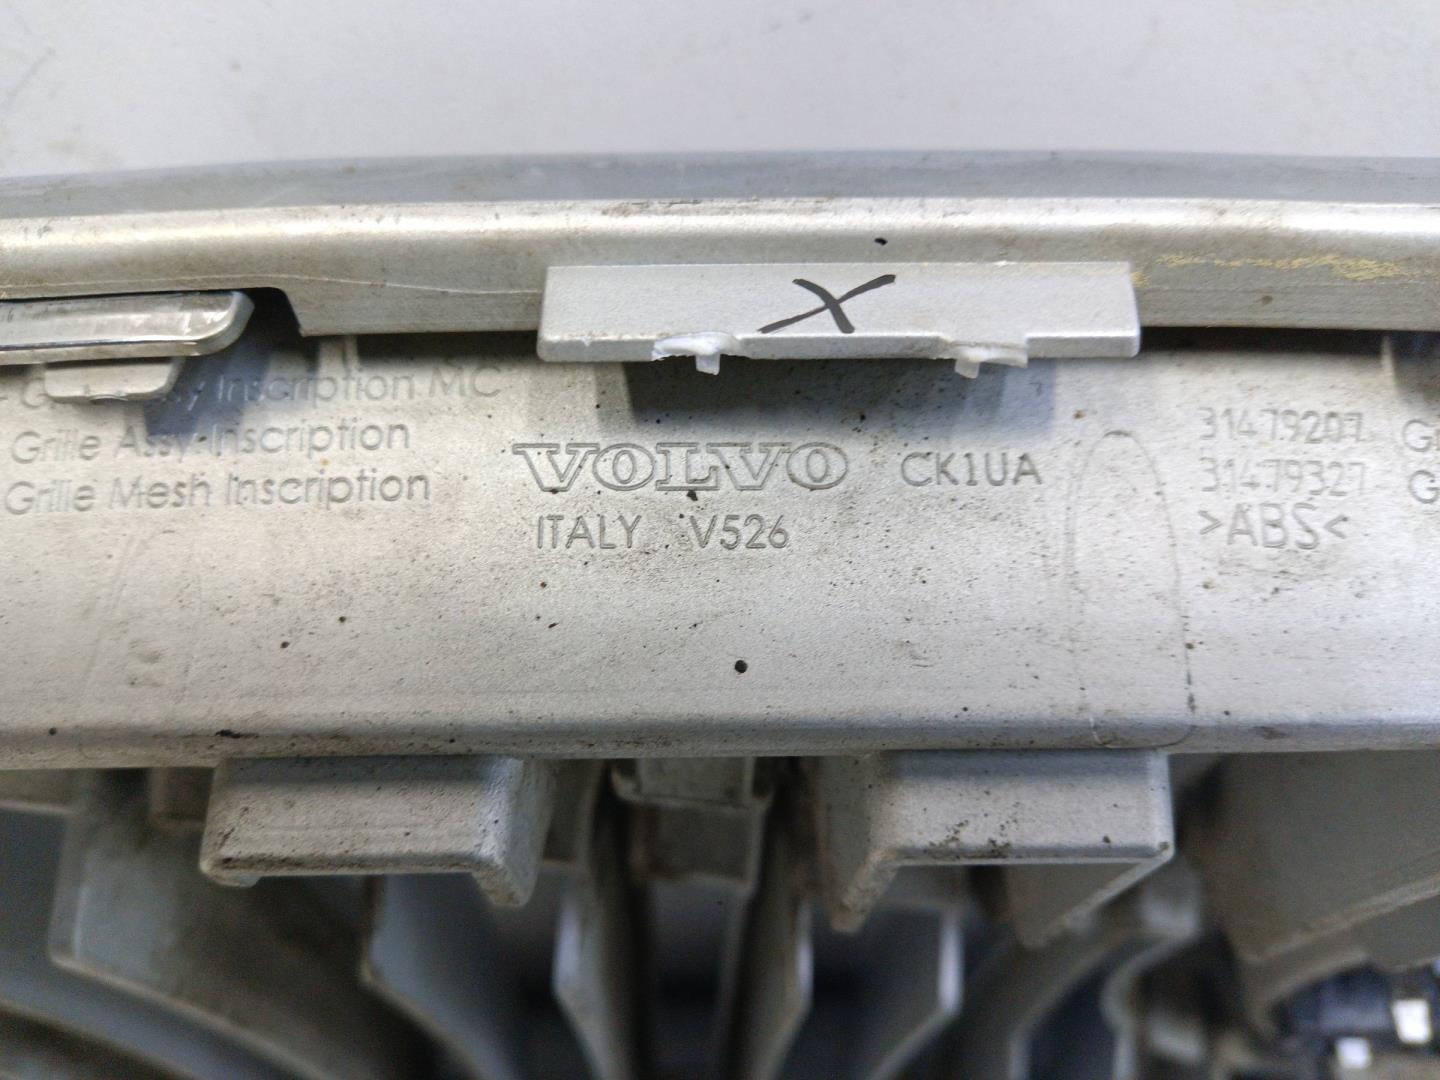 X
Inscription MC
Grille Assy Inscription
Grille Mesh Inscription
VOLVO CK1UA
ITALY V526
31479207
31479327
>ABS<